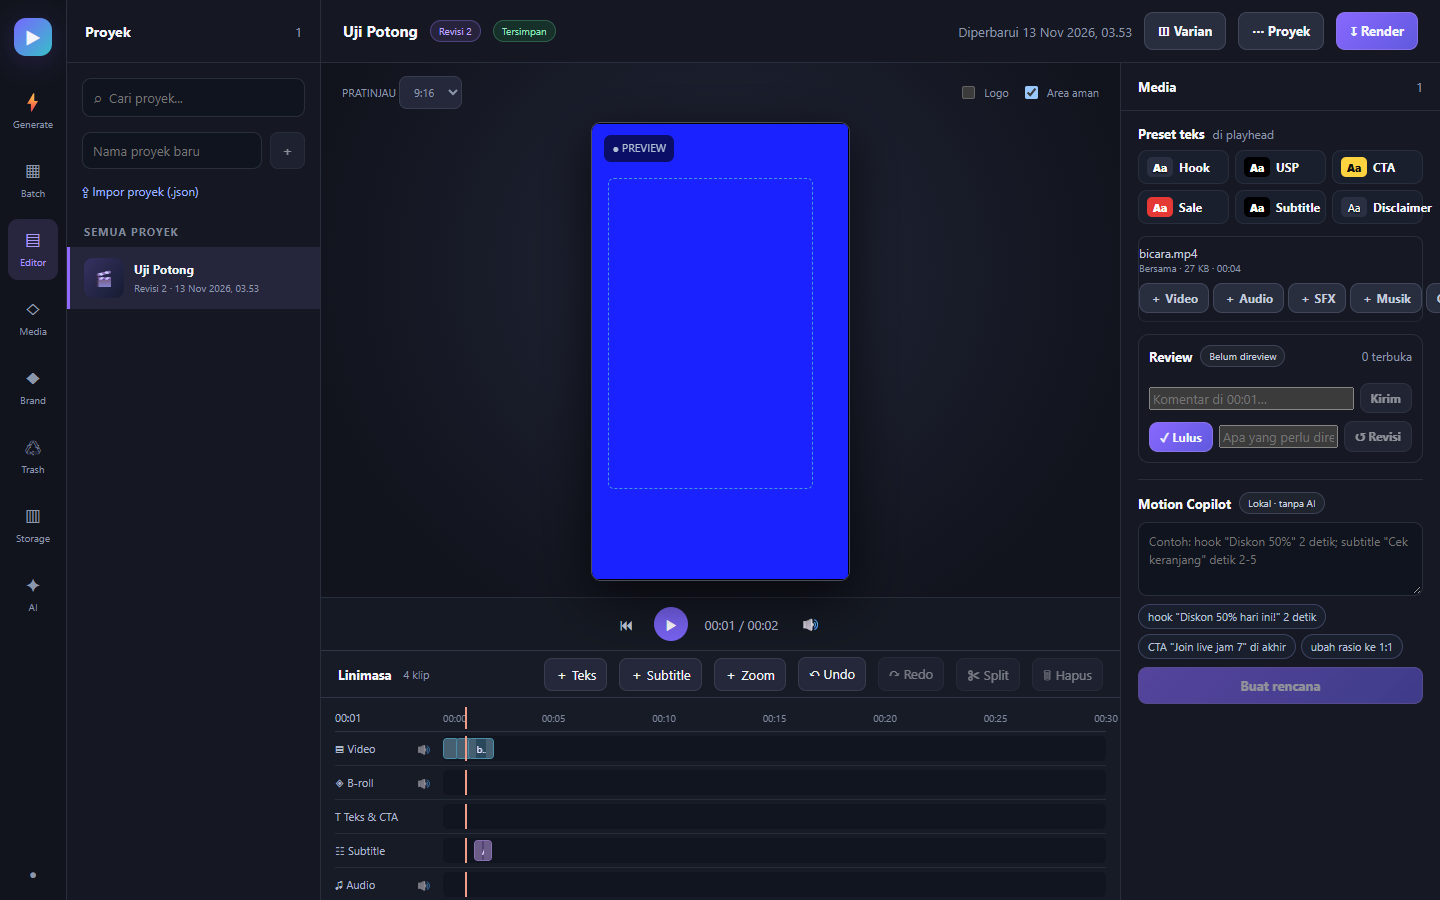 Generate
Batch
Editor
Media
Brand
Trash
Storage
AI
Proyek 1
Cari proyek...
Nama proyek baru +
Impor proyek (.json)
SEMUA PROYEK
Uji Potong
Revisi 2 · 13 Nov 2026, 03.53
Uji Potong Revisi 2 Tersimpan Diperbarui 13 Nov 2026, 03.53 Varian ··· Proyek Render
PRATINJAU 9:16 Logo Area aman
● PREVIEW
00:01 / 00:02
Linimasa 4 klip + Teks + Subtitle + Zoom ↶ Undo ↷ Redo Split Hapus
00:01 00:00 00:05 00:10 00:15 00:20 00:25 00:30
Video b..
B-roll
T Teks & CTA
Subtitle
Audio
Media 1
Preset teks di playhead
Aa Hook Aa USP Aa CTA
Aa Sale Aa Subtitle Aa Disclaimer
bicara.mp4
Bersama · 27 KB · 00:04
+ Video + Audio + SFX + Musik
Review Belum direview 0 terbuka
Komentar di 00:01... Kirim
✓ Lulus Apa yang perlu dire ↺ Revisi
Motion Copilot Lokal · tanpa AI
Contoh: hook "Diskon 50%" 2 detik; subtitle "Cek
keranjang" detik 2-5
hook "Diskon 50% hari ini!" 2 detik
CTA "Join live jam 7" di akhir ubah rasio ke 1:1
Buat rencana